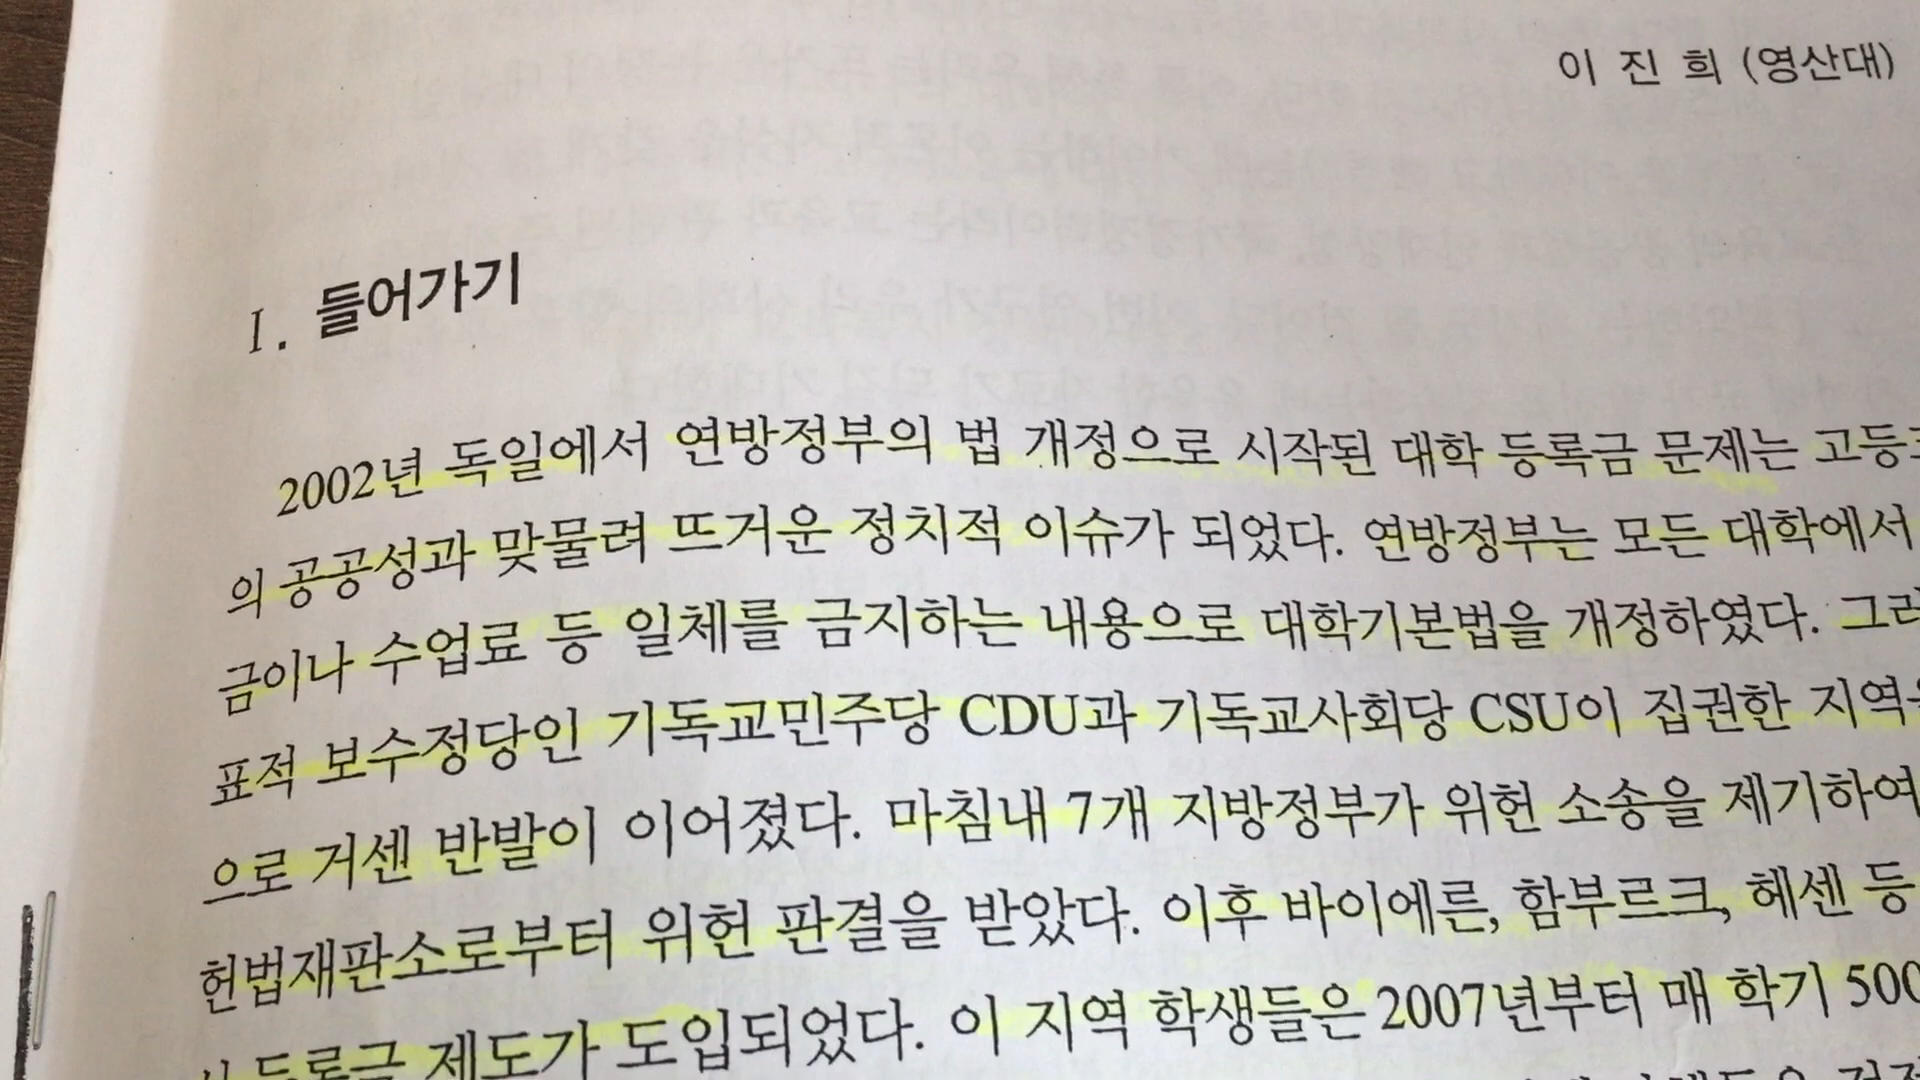 이 진 희 (영산대)
I. 들어가기
2002년 독일에서 연방정부의 법 개정으로 시작된 대학 등록금 문제는 고등
의 공공성과 맞물려 뜨거운 정치적 이슈가 되었다. 연방정부는 모든 대학에서
금이나 수업료 등 일체를 금지하는 내용으로 대학기본법을 개정하였다. 그러
표적 보수정당인 기독교민주당 CDU과 기독교사회당 CSU이 집권한 지역
으로 거센 반발이 이어졌다. 마침내 7개 지방정부가 위헌 소송을 제기하여
헌법재판소로부터 위헌 판결을 받았다. 이후 바이에른, 함부르크, 헤센 등
등록금 제도가 도입되었다. 이 지역 학생들은 2007년부터 매 학기 500